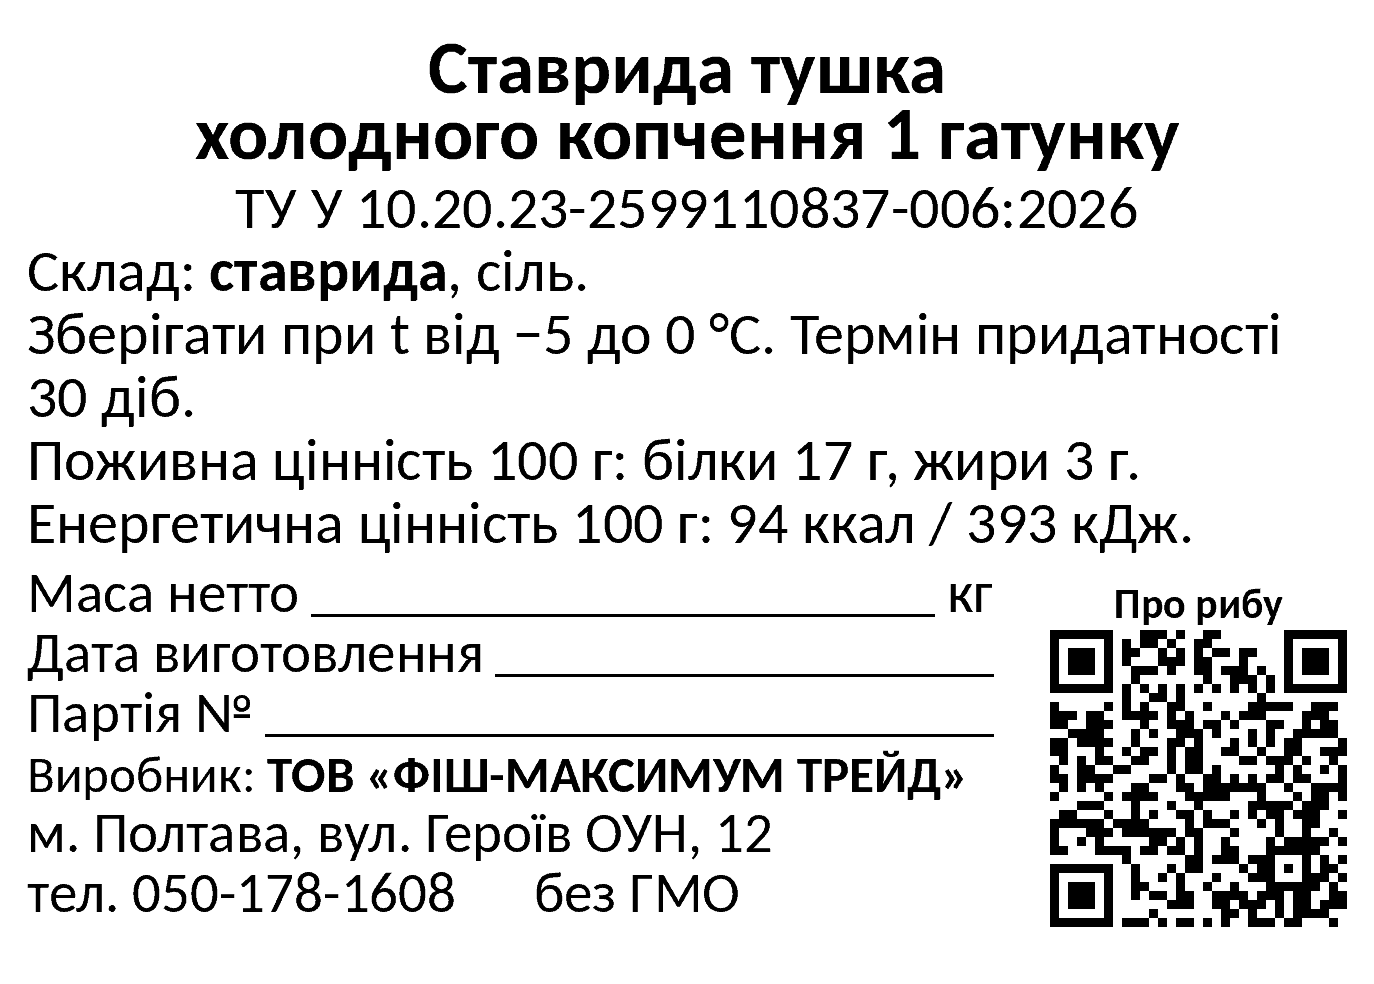 Ставрида тушка
холодного копчення 1 гатунку
ТУ У 10.20.23-2599110837-006:2026
Склад: ставрида, сіль.
Зберігати при t від −5 до 0 °C. Термін придатності
30 діб.
Поживна цінність 100 г: білки 17 г, жири 3 г.
Енергетична цінність 100 г: 94 ккал / 393 кДж.
Маса нетто ____________ кг
Дата виготовлення ____________
Партія № ____________
Про рибу
Виробник: ТОВ «ФІШ-МАКСИМУМ ТРЕЙД»
м. Полтава, вул. Героїв ОУН, 12
тел. 050-178-1608 без ГМО